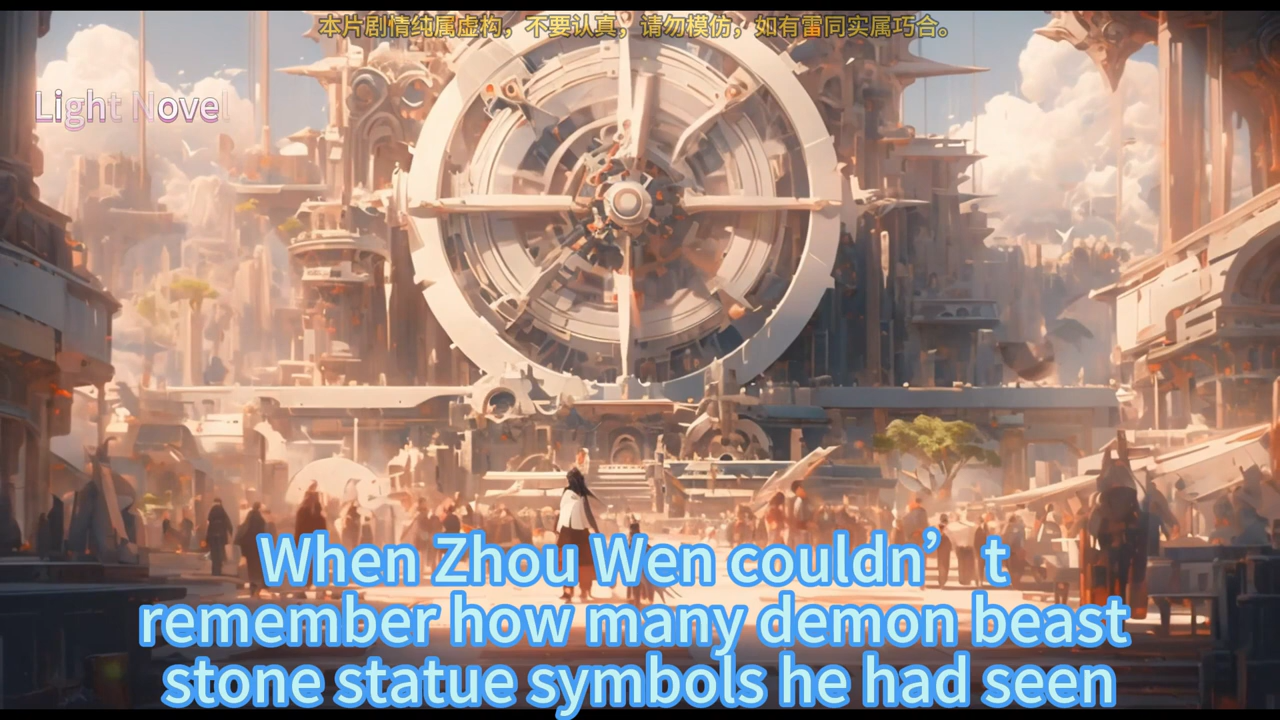 本片剧情纯属虚构，不要认真，请勿模仿，如有雷同实属巧合。
Light Novel
When Zhou Wen couldn’t
remember how many demon beast
stone statue symbols he had seen